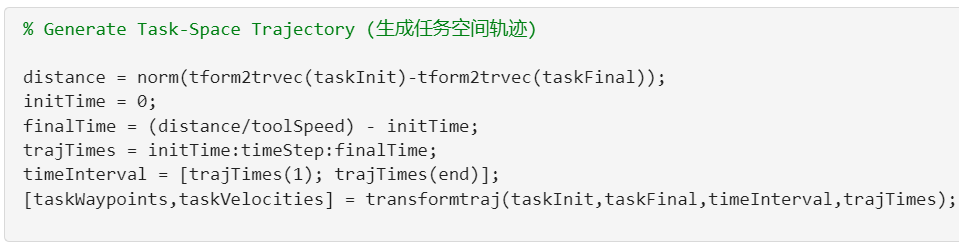 % Generate Task-Space Trajectory (生成任务空间轨迹)
distance = norm(tform2trvec(taskInit)-tform2trvec(taskFinal));
initTime = 0;
finalTime = (distance/toolSpeed) - initTime;
trajTimes = initTime:timeStep:finalTime;
timeInterval = [trajTimes(1); trajTimes(end)];
[taskWaypoints,taskVelocities] = transformtraj(taskInit,taskFinal,timeInterval,trajTimes);